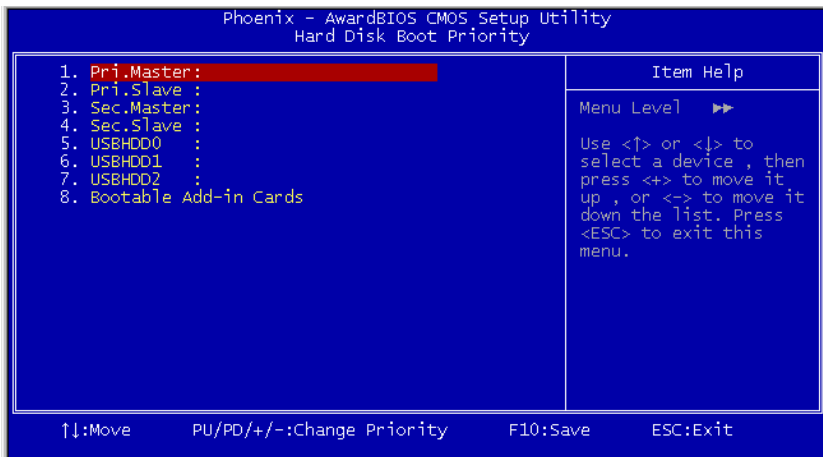 Phoenix - AwardBIOS CMOS Setup Utility
Hard Disk Boot Priority
1. Pri.Master:
2. Pri.Slave :
3. Sec.Master:
4. Sec.Slave :
5. USBHDD0 :
6. USBHDD1 :
7. USBHDD2 :
8. Bootable Add-in Cards
Item Help
Menu Level ▶▶
Use <↑> or <↓> to
select a device , then
press <+> to move it
up , or <-> to move it
down the list. Press
<ESC> to exit this
menu.
↑↓:Move PU/PD/+/-:Change Priority F10:Save ESC:Exit